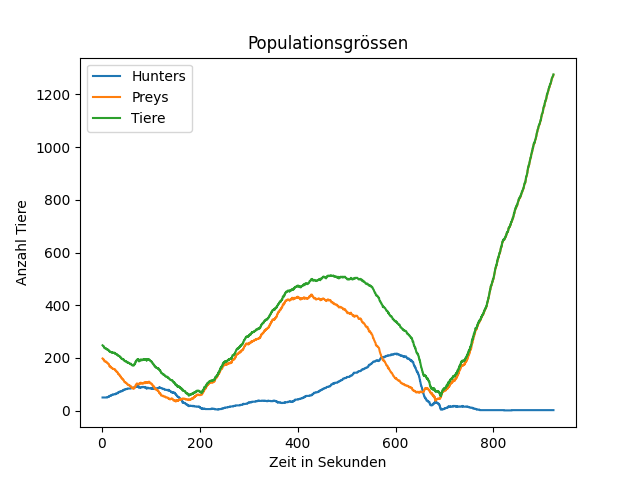 Populationsgrössen
Hunters
Preys
Tiere
Anzahl Tiere
1200
1000
800
600
400
200
0
0 200 400 600 800
Zeit in Sekunden